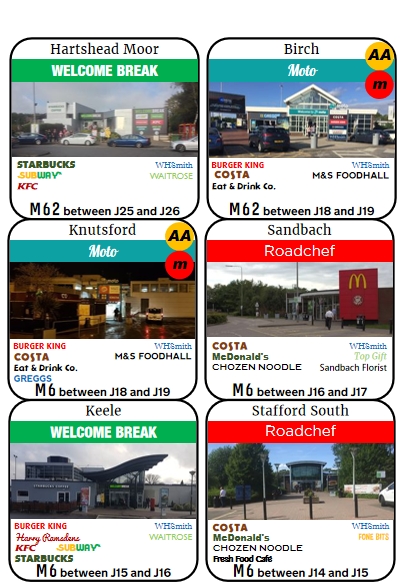 Hartshead Moor
WELCOME BREAK
STARBUCKS
WHSmith
SUBWAY
WAITROSE
KFC
M62 between J25 and J26
Birch
AA
Moto
m
BURGER KING
WHSmith
COSTA
M&S FOODHALL
Eat & Drink Co.
M62 between J18 and J19
Knutsford
AA
Moto
m
BURGER KING
WHSmith
COSTA
M&S FOODHALL
Eat & Drink Co.
GREGGS
M6 between J18 and J19
Sandbach
Roadchef
COSTA
WHSmith
McDonald's
Top Gift
CHOZEN NOODLE
Sandbach Florist
M6 between J16 and J17
Keele
WELCOME BREAK
BURGER KING
WHSmith
Harry Ramsdens
WAITROSE
KFC SUBWAY
STARBUCKS
M6 between J15 and J16
Stafford South
Roadchef
COSTA
WHSmith
McDonald's
FONE BITS
CHOZEN NOODLE
Fresh Food Café
M6 between J14 and J15